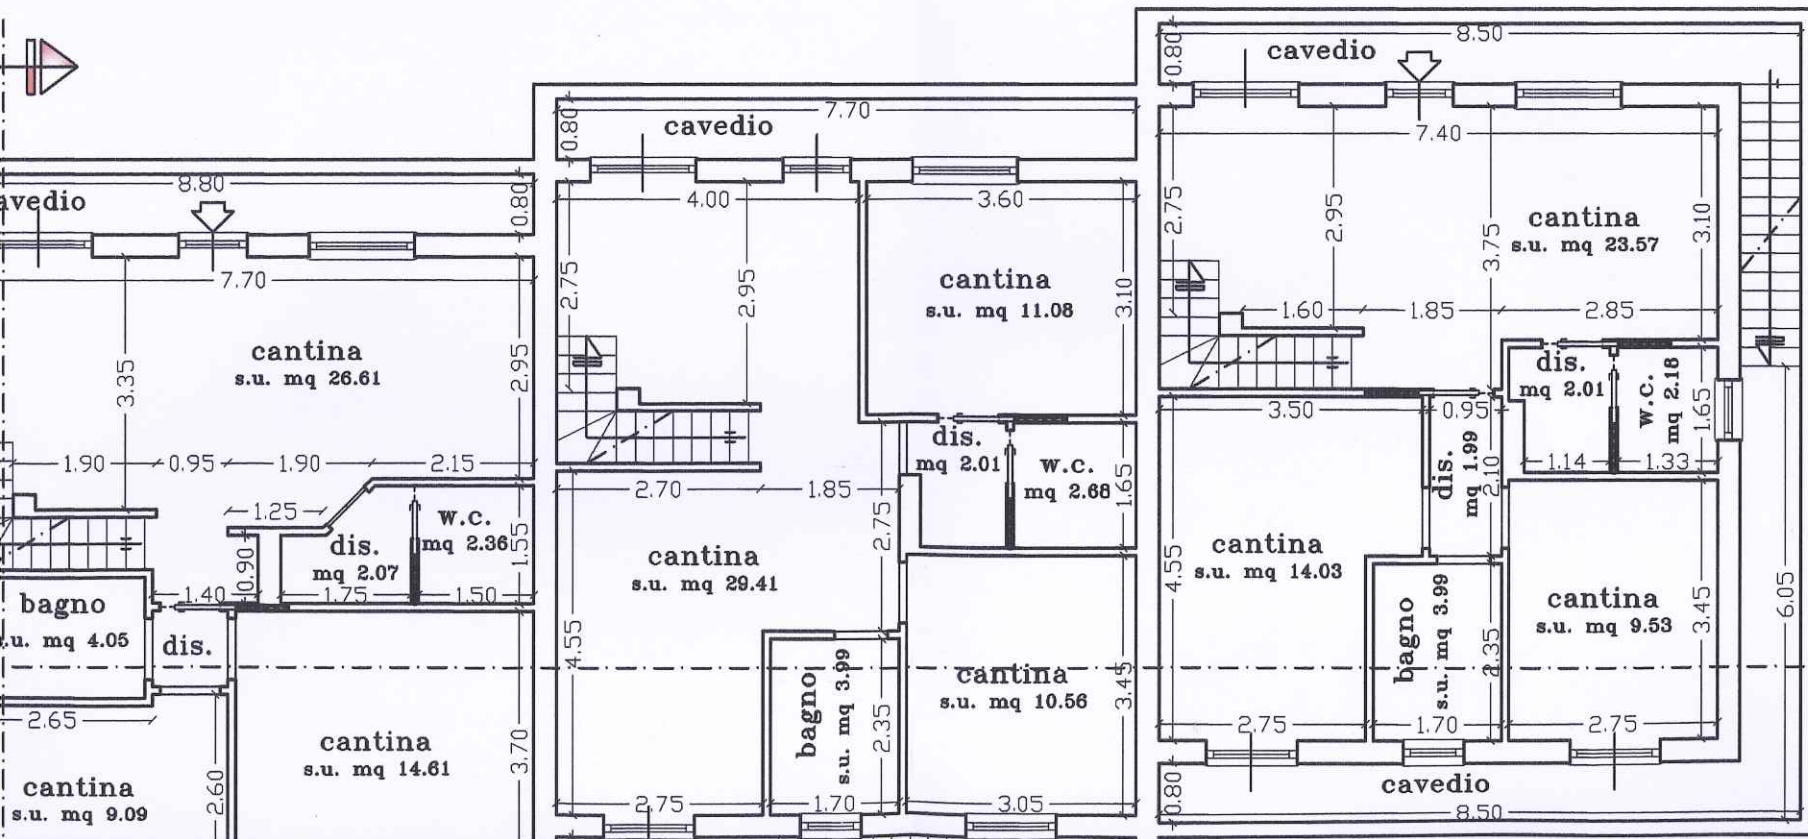 cavedio
8.80
0.80
7.70
3.35
cantina
s.u. mq 26.61
2.95
1.90
0.95
1.90
2.15
1.25
0.90
dis.
mq 2.07
w.c.
mq 2.36
1.55
1.40
1.75
1.50
bagno
s.u. mq 4.05
dis.
2.65
cantina
s.u. mq 14.61
3.70
cantina
s.u. mq 9.09
2.60
0.80
cavedio
7.70
4.00
3.60
2.75
2.95
cantina
s.u. mq 11.08
3.10
dis.
mq 2.01
w.c.
mq 2.68
1.65
2.70
1.85
2.75
cantina
s.u. mq 29.41
4.55
bagno
s.u. mq 3.99
2.35
cantina
s.u. mq 10.56
3.45
2.75
1.70
3.05
0.80
cavedio
8.50
7.40
2.75
2.95
3.75
cantina
s.u. mq 23.57
3.10
1.60
1.85
2.85
dis.
mq 2.01
w.c.
mq 2.18
1.65
3.50
0.95
dis.
mq 1.99
2.10
1.14
1.33
cantina
s.u. mq 14.03
4.55
bagno
s.u. mq 3.99
2.35
cantina
s.u. mq 9.53
3.45
6.05
2.75
1.70
2.75
0.80
cavedio
8.50